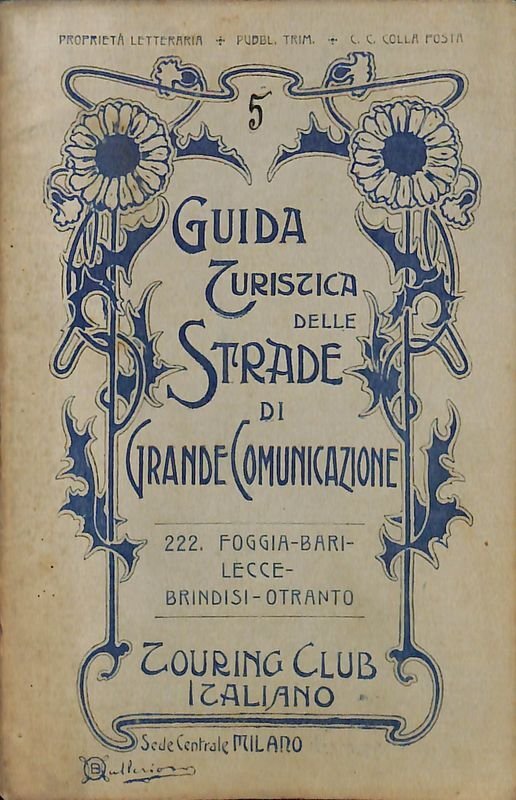 PROPRIETÀ LETTERARIA + PUBBL. TRIM. + C. C. COLLA POSTA
5
GUIDA
TURISTICA
DELLE
STRADE
DI
GRANDE COMUNICAZIONE
222. FOGGIA-BARI-
LECCE-
BRINDISI-OTRANTO
TOURING CLUB
ITALIANO
Sede Centrale MILANO